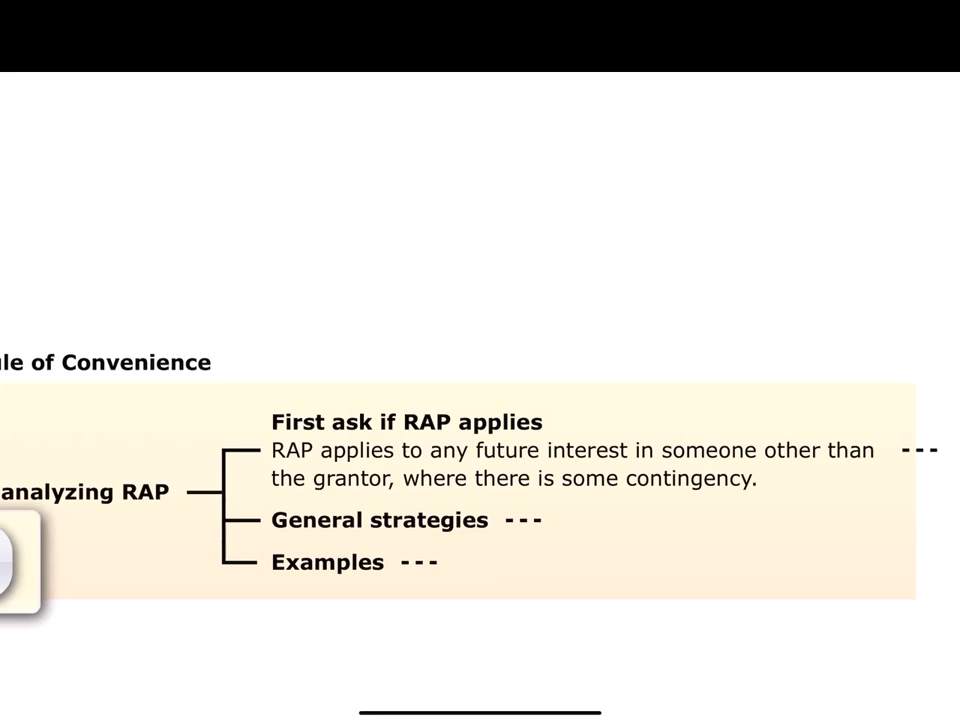 le of Convenience
First ask if RAP applies
RAP applies to any future interest in someone other than ---
the grantor, where there is some contingency.
analyzing RAP
General strategies ---
Examples ---